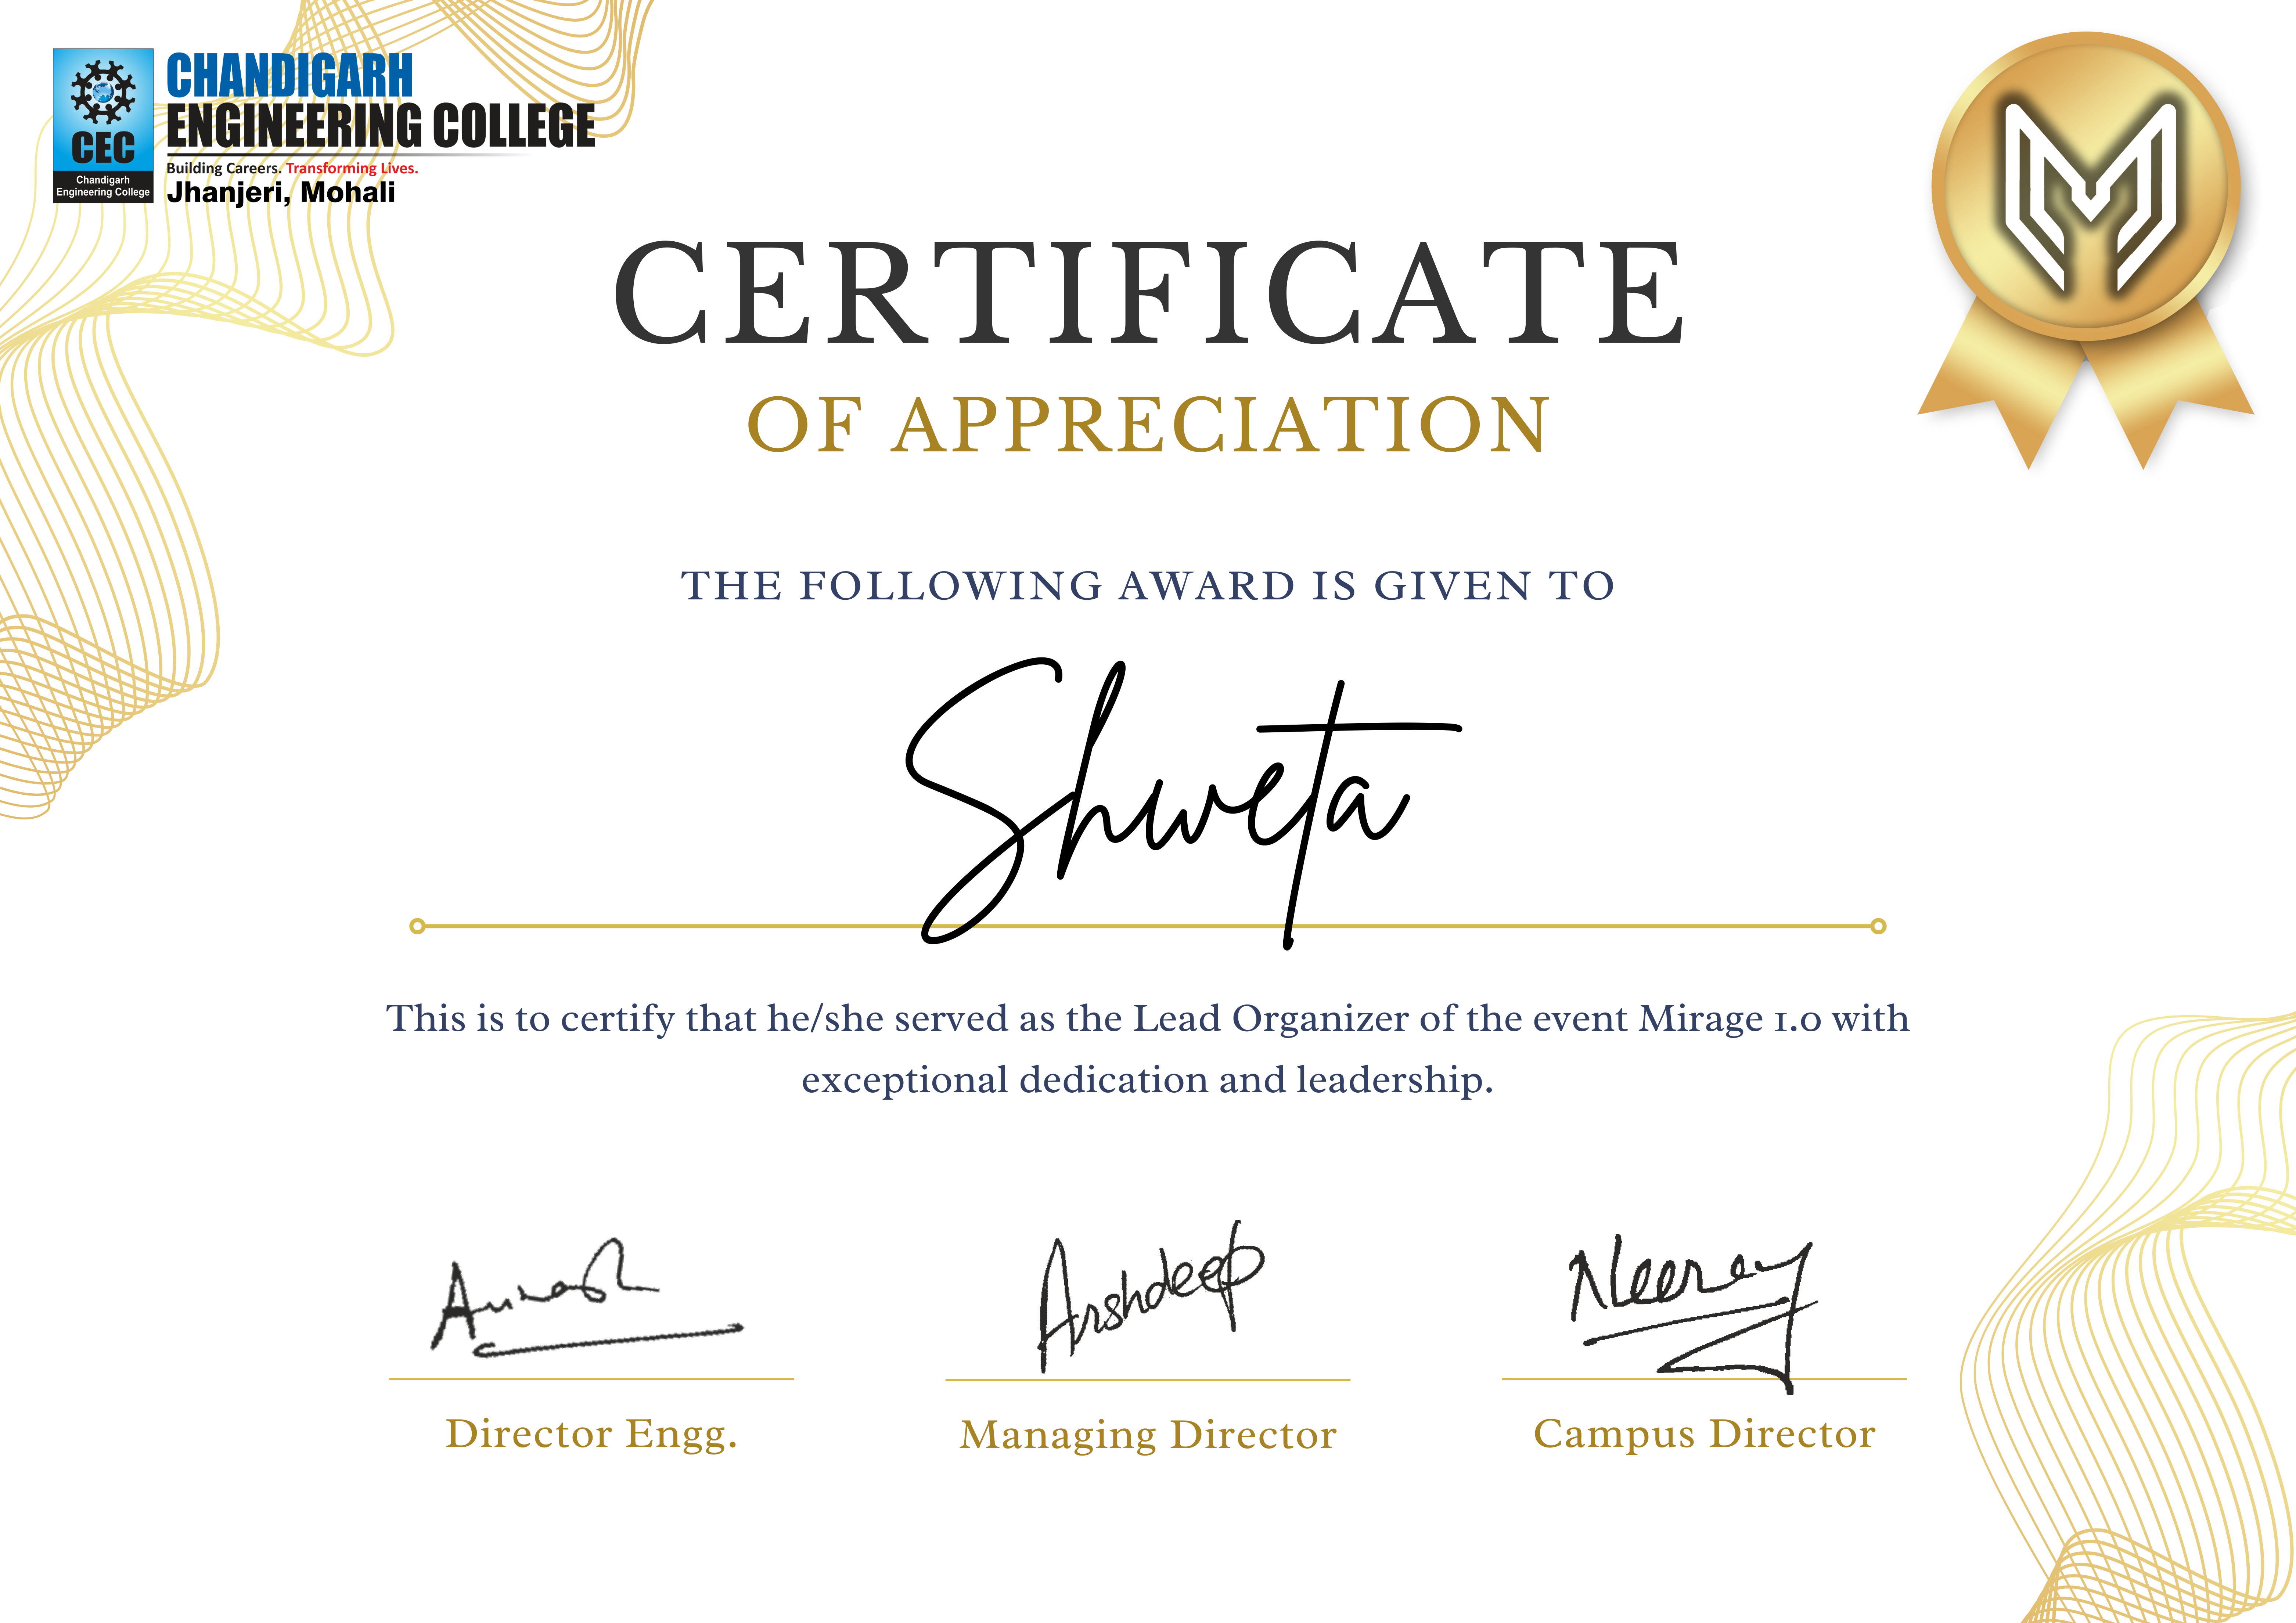 CHANDIGARH
ENGINEERING COLLEGE
CEC
Chandigarh
Engineering College
Building Careers. Transforming Lives.
Jhanjeri, Mohali
M
CERTIFICATE
OF APPRECIATION
THE FOLLOWING AWARD IS GIVEN TO
Shweta
This is to certify that he/she served as the Lead Organizer of the event Mirage 1.0 with
exceptional dedication and leadership.
Arshdeep
Neeraj
Director Engg.
Managing Director
Campus Director